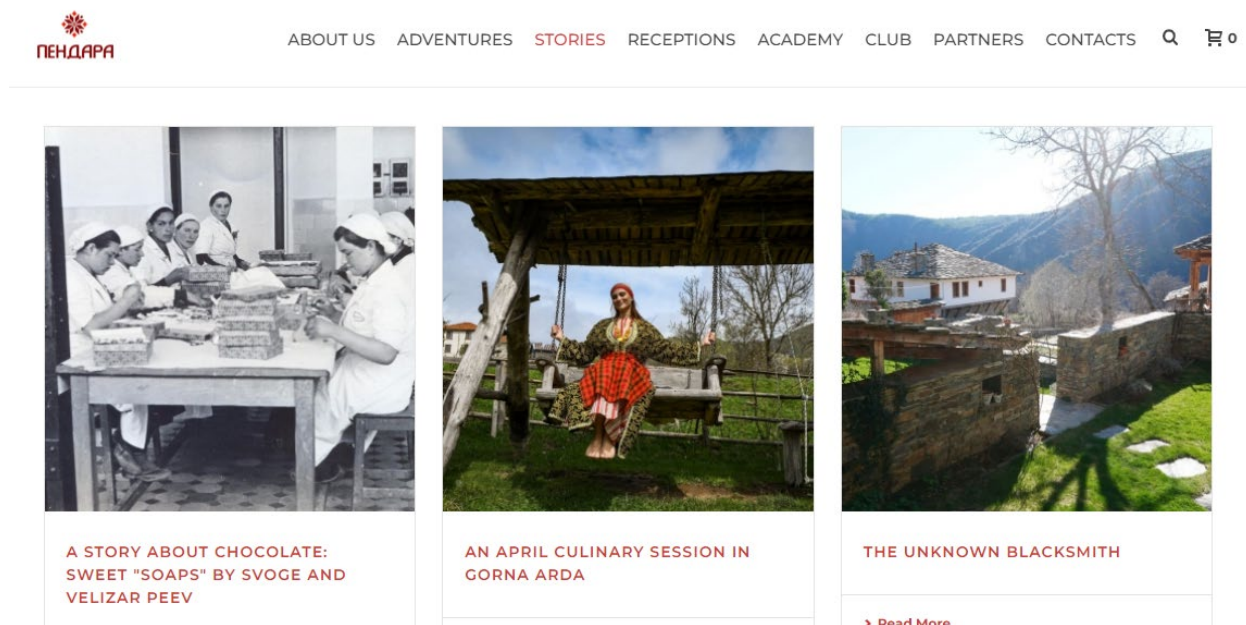 ПЕНДАРА
ABOUT US ADVENTURES STORIES RECEPTIONS ACADEMY CLUB PARTNERS CONTACTS 0
A STORY ABOUT CHOCOLATE:
SWEET "SOAPS" BY SVOGE AND
VELIZAR PEEV
AN APRIL CULINARY SESSION IN
GORNA ARDA
THE UNKNOWN BLACKSMITH
Read More